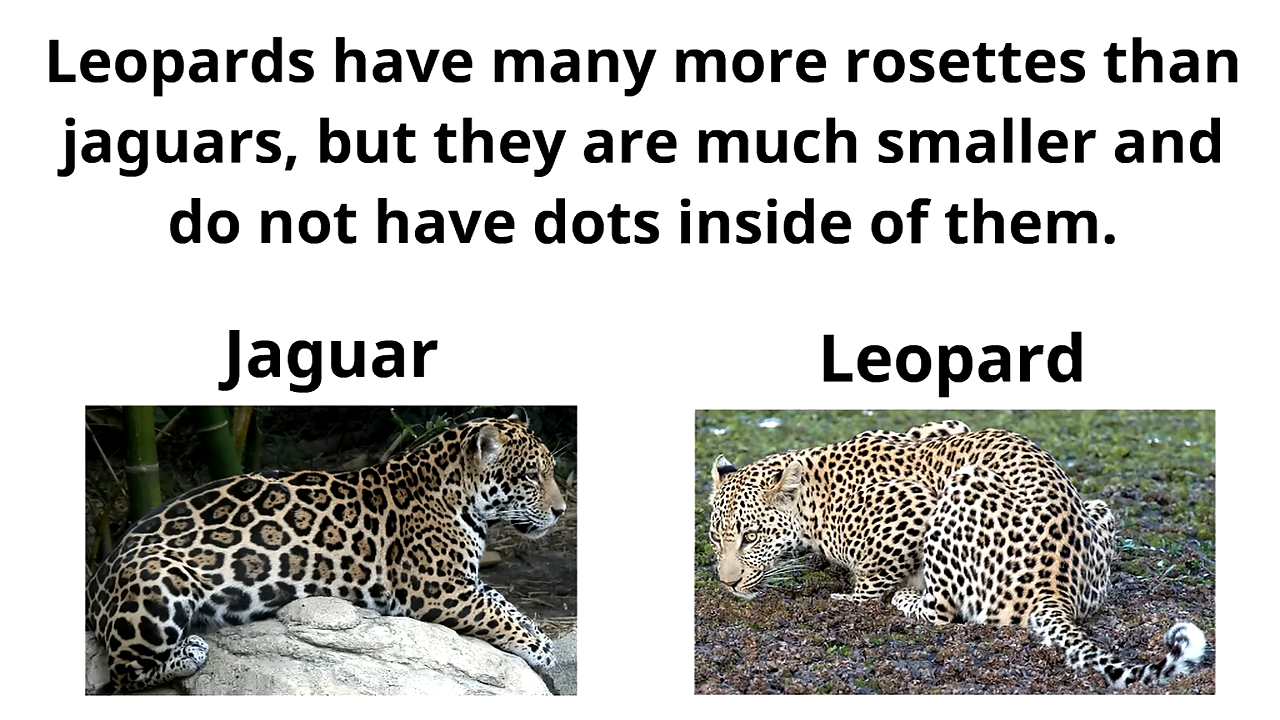 Leopards have many more rosettes than
jaguars, but they are much smaller and
do not have dots inside of them.
Jaguar
Leopard